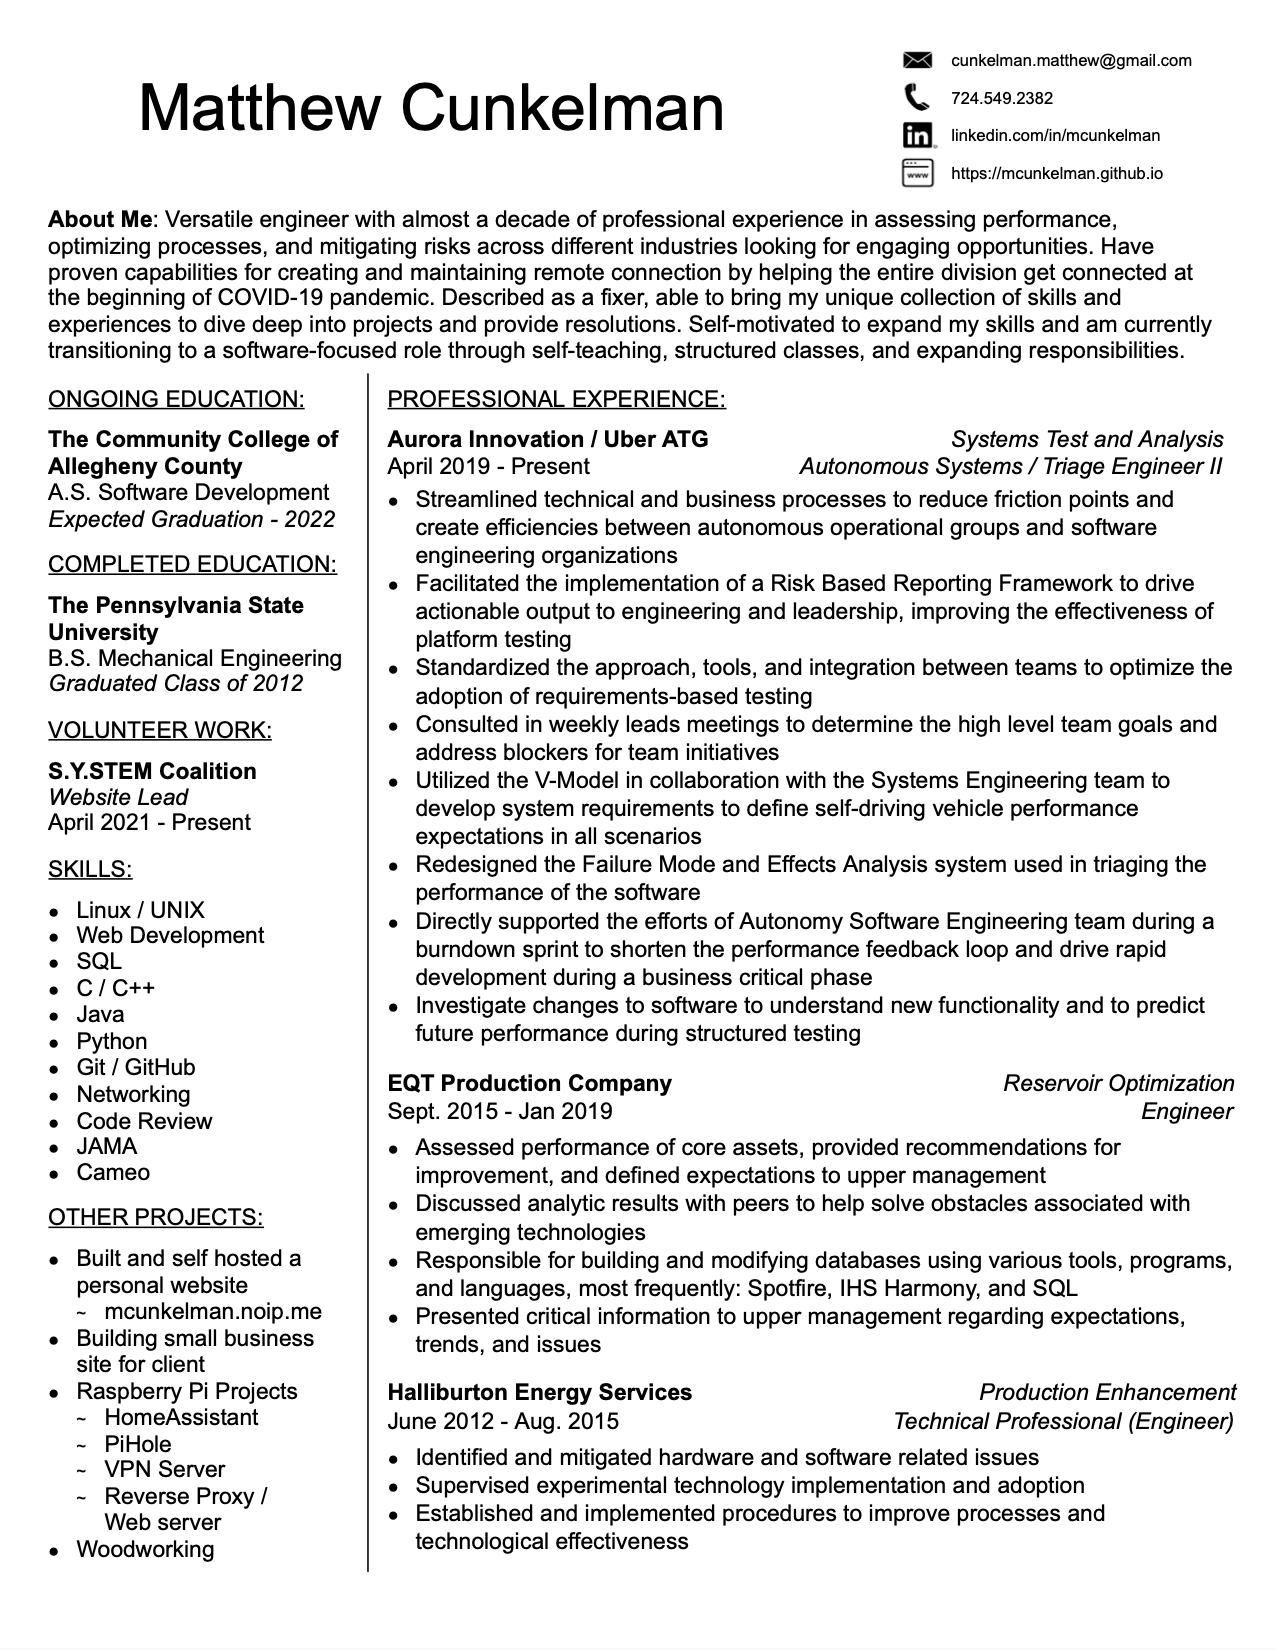 Matthew Cunkelman
cunkelman.matthew@gmail.com
724.549.2382
in
linkedin.com/in/mcunkelman
www
https://mcunkelman.github.io
About Me: Versatile engineer with almost a decade of professional experience in assessing performance,
optimizing processes, and mitigating risks across different industries looking for engaging opportunities. Have
proven capabilities for creating and maintaining remote connection by helping the entire division get connected at
the beginning of COVID-19 pandemic. Described as a fixer, able to bring my unique collection of skills and
experiences to dive deep into projects and provide resolutions. Self-motivated to expand my skills and am currently
transitioning to a software-focused role through self-teaching, structured classes, and expanding responsibilities.
ONGOING EDUCATION:
The Community College of
Allegheny County
A.S. Software Development
Expected Graduation - 2022
COMPLETED EDUCATION:
The Pennsylvania State
University
B.S. Mechanical Engineering
Graduated Class of 2012
VOLUNTEER WORK:
S.Y.STEM Coalition
Website Lead
April 2021 - Present
SKILLS:
● Linux / UNIX
● Web Development
● SQL
● C / C++
● Java
● Python
● Git / GitHub
● Networking
● Code Review
● JAMA
● Cameo
OTHER PROJECTS:
● Built and self hosted a
personal website
~ mcunkelman.noip.me
● Building small business
site for client
● Raspberry Pi Projects
~ HomeAssistant
~ PiHole
~ VPN Server
~ Reverse Proxy /
Web server
● Woodworking
PROFESSIONAL EXPERIENCE:
Aurora Innovation / Uber ATG Systems Test and Analysis
April 2019 - Present Autonomous Systems / Triage Engineer II
● Streamlined technical and business processes to reduce friction points and
create efficiencies between autonomous operational groups and software
engineering organizations
● Facilitated the implementation of a Risk Based Reporting Framework to drive
actionable output to engineering and leadership, improving the effectiveness of
platform testing
● Standardized the approach, tools, and integration between teams to optimize the
adoption of requirements-based testing
● Consulted in weekly leads meetings to determine the high level team goals and
address blockers for team initiatives
● Utilized the V-Model in collaboration with the Systems Engineering team to
develop system requirements to define self-driving vehicle performance
expectations in all scenarios
● Redesigned the Failure Mode and Effects Analysis system used in triaging the
performance of the software
● Directly supported the efforts of Autonomy Software Engineering team during a
burndown sprint to shorten the performance feedback loop and drive rapid
development during a business critical phase
● Investigate changes to software to understand new functionality and to predict
future performance during structured testing
EQT Production Company Reservoir Optimization
Sept. 2015 - Jan 2019 Engineer
● Assessed performance of core assets, provided recommendations for
improvement, and defined expectations to upper management
● Discussed analytic results with peers to help solve obstacles associated with
emerging technologies
● Responsible for building and modifying databases using various tools, programs,
and languages, most frequently: Spotfire, IHS Harmony, and SQL
● Presented critical information to upper management regarding expectations,
trends, and issues
Halliburton Energy Services Production Enhancement
June 2012 - Aug. 2015 Technical Professional (Engineer)
● Identified and mitigated hardware and software related issues
● Supervised experimental technology implementation and adoption
● Established and implemented procedures to improve processes and
technological effectiveness